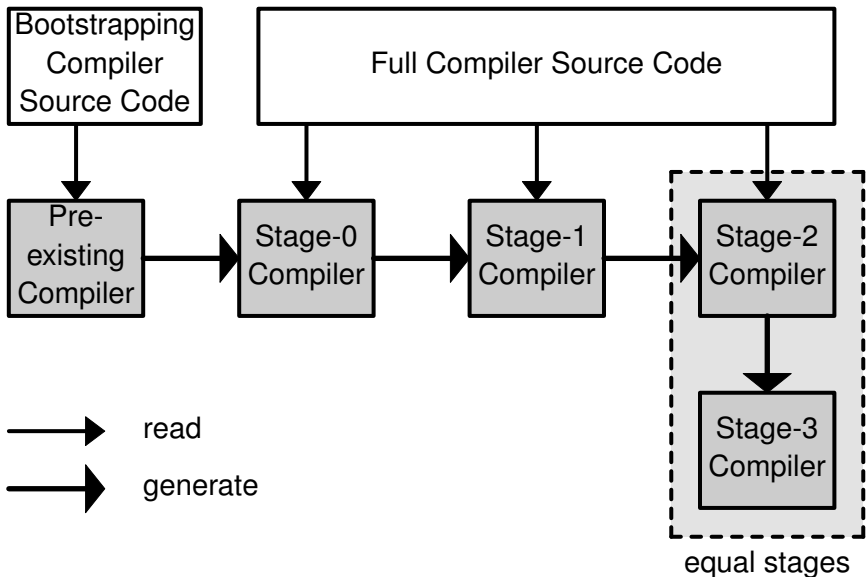 Bootstrapping
Compiler
Source Code
Full Compiler Source Code
Pre-
existing
Compiler
Stage-0
Compiler
Stage-1
Compiler
Stage-2
Compiler
Stage-3
Compiler
read
generate
equal stages